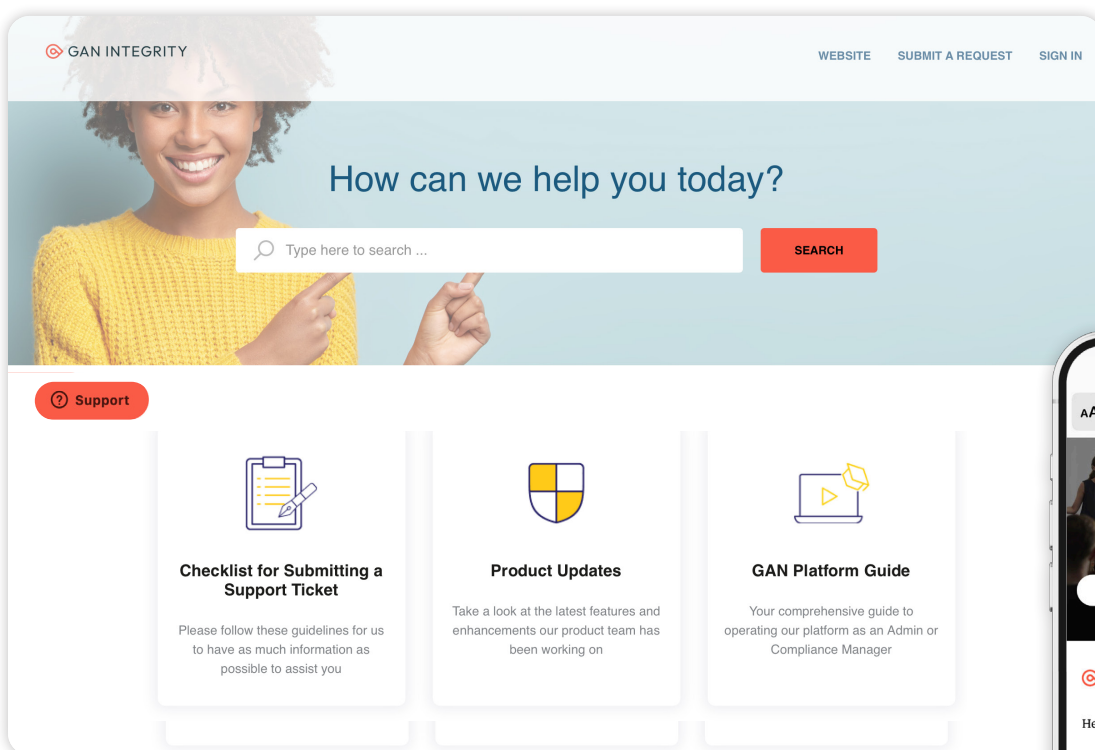 GAN INTEGRITY
WEBSITE SUBMIT A REQUEST SIGN IN
How can we help you today?
Type here to search ...
SEARCH
Support
Checklist for Submitting a
Support Ticket
Please follow these guidelines for us
to have as much information as
possible to assist you
Product Updates
Take a look at the latest features and
enhancements our product team has
been working on
GAN Platform Guide
Your comprehensive guide to
operating our platform as an Admin or
Compliance Manager
AA